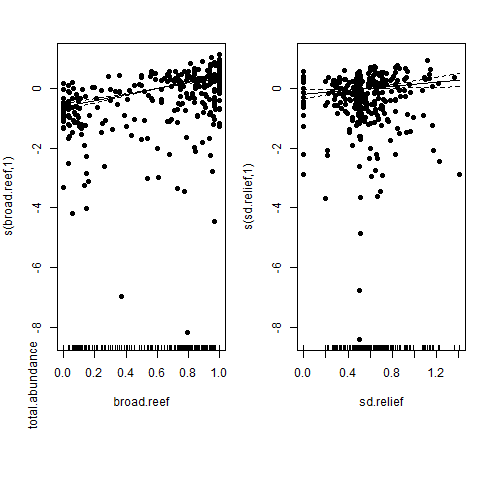 s(broad.reef,1)
0
-2
-4
-6
-8
0.0 0.2 0.4 0.6 0.8 1.0
broad.reef
total.abundance
s(sd.relief,1)
0
-2
-4
-6
-8
0.0 0.4 0.8 1.2
sd.relief